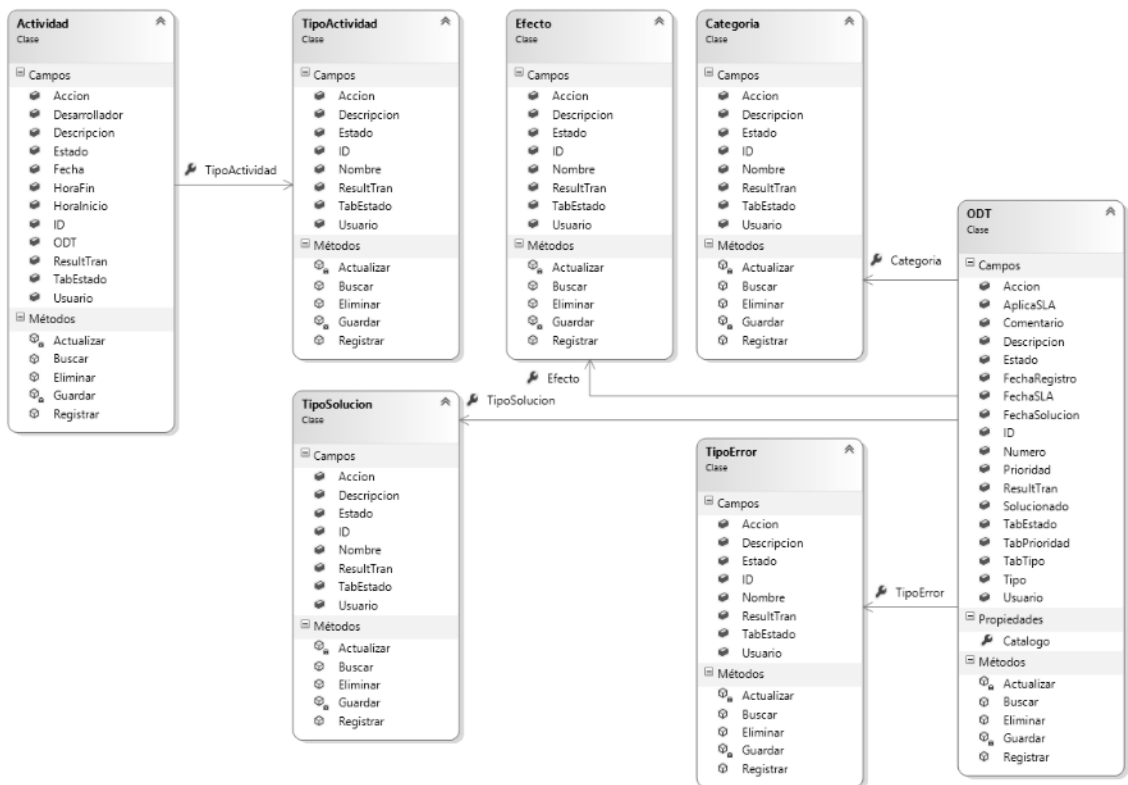 Actividad
Clase
Campos
Accion
Desarrollador
Descripcion
Estado
Fecha
HoraFin
HoraInicio
ID
ODT
ResultTran
TabEstado
Usuario
Métodos
Actualizar
Buscar
Eliminar
Guardar
Registrar
TipoActividad
TipoActividad
Clase
Campos
Accion
Descripcion
Estado
ID
Nombre
ResultTran
TabEstado
Usuario
Métodos
Actualizar
Buscar
Eliminar
Guardar
Registrar
Efecto
Clase
Campos
Accion
Descripcion
Estado
ID
Nombre
ResultTran
TabEstado
Usuario
Métodos
Actualizar
Buscar
Eliminar
Guardar
Registrar
Categoria
Clase
Campos
Accion
Descripcion
Estado
ID
Nombre
ResultTran
TabEstado
Usuario
Métodos
Actualizar
Buscar
Eliminar
Guardar
Registrar
Categoria
Efecto
TipoSolucion
TipoSolucion
Clase
Campos
Accion
Descripcion
Estado
ID
Nombre
ResultTran
TabEstado
Usuario
Métodos
Actualizar
Buscar
Eliminar
Guardar
Registrar
TipoError
Clase
Campos
Accion
Descripcion
Estado
ID
Nombre
ResultTran
TabEstado
Usuario
Métodos
Actualizar
Buscar
Eliminar
Guardar
Registrar
TipoError
ODT
Clase
Campos
Accion
AplicaSLA
Comentario
Descripcion
Estado
FechaRegistro
FechaSLA
FechaSolucion
ID
Numero
Prioridad
ResultTran
Solucionado
TabEstado
TabPrioridad
TabTipo
Tipo
Usuario
Propiedades
Catalogo
Métodos
Actualizar
Buscar
Eliminar
Guardar
Registrar